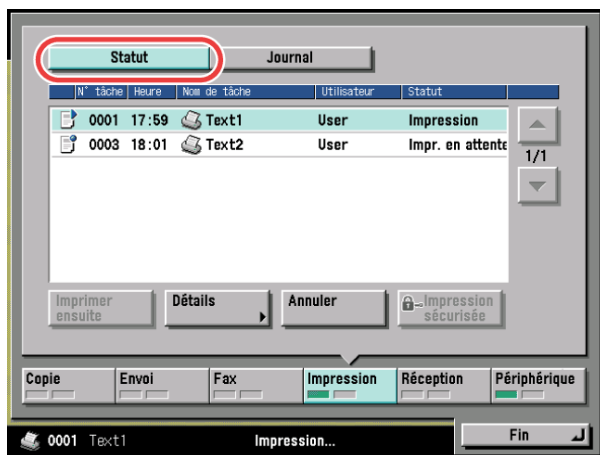 Statut Journal
N° tâche Heure Nom de tâche Utilisateur Statut
0001 17:59 Text1 User Impression
0003 18:01 Text2 User Impr. en attente
1/1
Imprimer ensuite Détails Annuler Impression sécurisée
Copie Envoi Fax Impression Réception Périphérique
0001 Text1 Impression... Fin